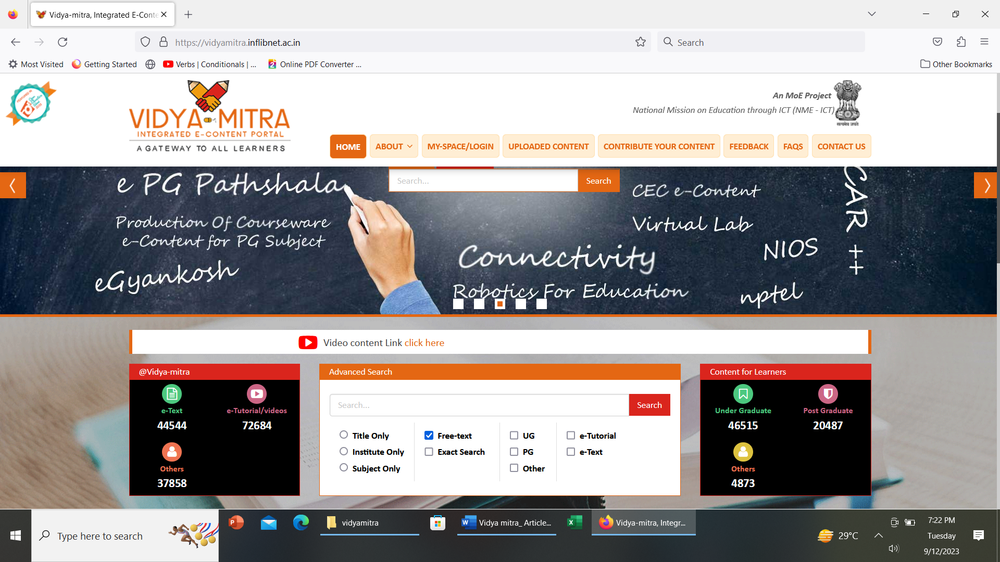 Vidya-mitra, Integrated E-Conte
https://vidyamitra.inflibnet.ac.in
Search
Most Visited
Getting Started
Verbs | Conditionals | ...
Online PDF Converter ...
Other Bookmarks
FEATURED IN
VIDYA-MITRA
INTEGRATED E-CONTENT PORTAL
A GATEWAY TO ALL LEARNERS
An MoE Project
National Mission on Education through ICT (NME - ICT)
सत्यमेव जयते
HOME
ABOUT
MY-SPACE/LOGIN
UPLOADED CONTENT
CONTRIBUTE YOUR CONTENT
FEEDBACK
FAQS
CONTACT US
Search...
Search
e PG Pathshala
Production Of Courseware
e-Content for PG Subject
eGyankosh
CEC e-Content
Virtual Lab
Connectivity
NIOS
Robotics For Education
nptel
CAR ++
Video content Link click here
@Vidya-mitra
e-Text
44544
e-Tutorial/videos
72684
Others
37858
Advanced Search
Search...
Search
Title Only
Institute Only
Subject Only
Free-text
Exact Search
UG
PG
Other
e-Tutorial
e-Text
Content for Learners
Under Graduate
46515
Post Graduate
20487
Others
4873
Type here to search
vidyamitra
Vidya mitra_ Article...
Vidya-mitra, Integr...
29°C
7:22 PM
Tuesday
9/12/2023